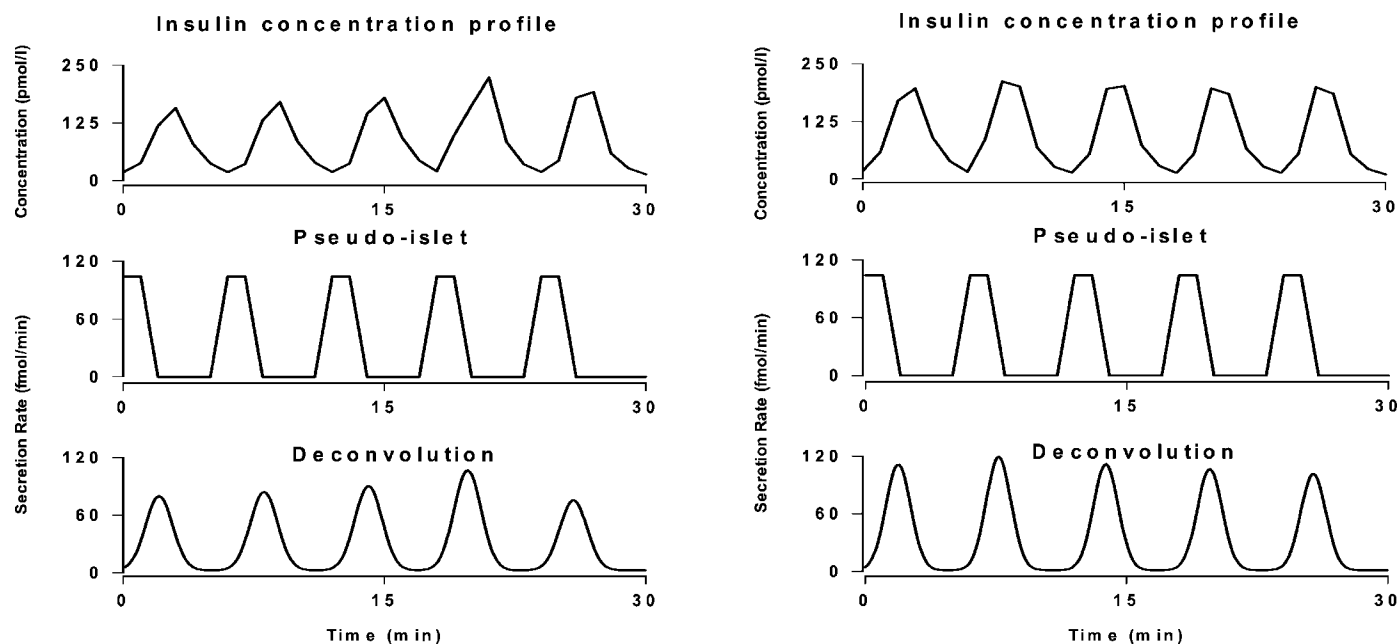 Insulin concentration profile
Concentration (pmol/l)
250
125
0
0 15 30
Pseudo-islet
Secretion Rate (fmol/min)
120
60
0
0 15 30
Deconvolution
120
60
0
0 15 30
Time (min)
Insulin concentration profile
Concentration (pmol/l)
250
125
0
0 15 30
Pseudo-islet
Secretion Rate (fmol/min)
120
60
0
0 15 30
Deconvolution
120
60
0
0 15 30
Time (min)